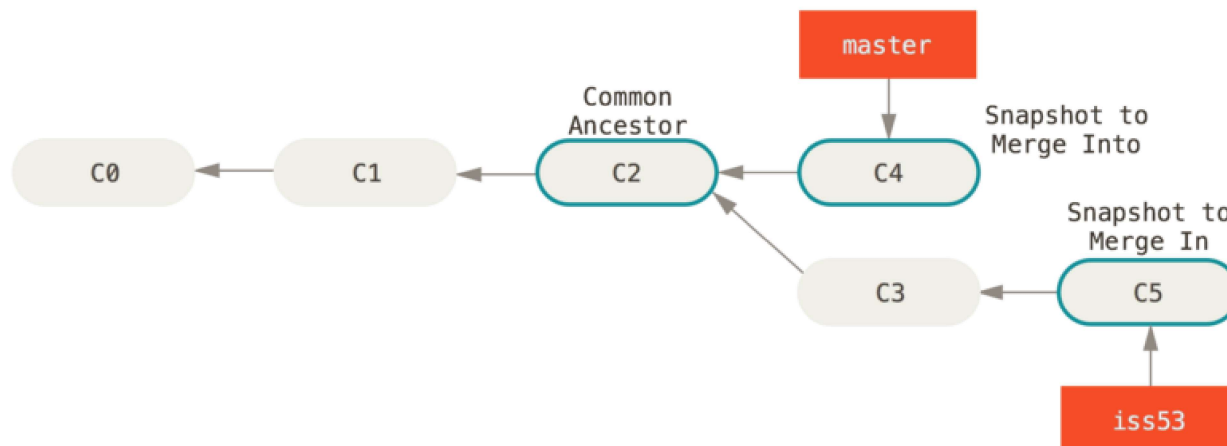 master
Common
Ancestor
Snapshot to
Merge Into
C0
C1
C2
C4
Snapshot to
Merge In
C3
C5
iss53